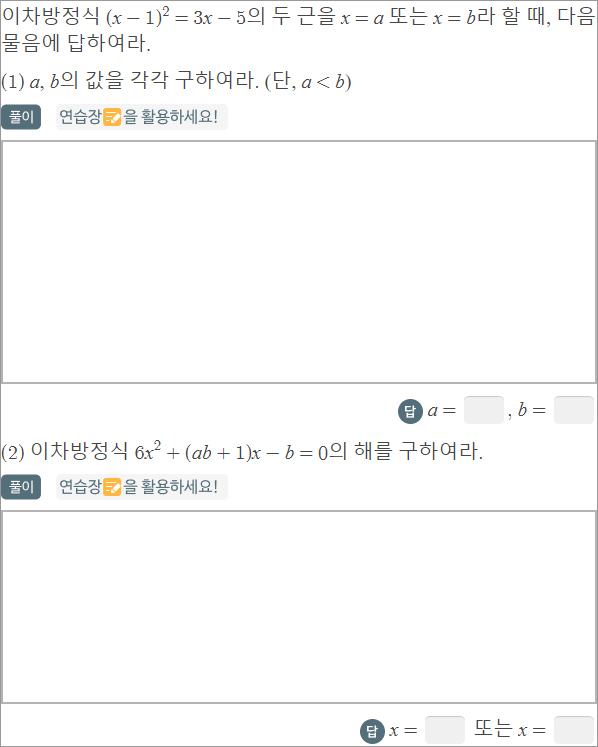 이차방정식 (x − 1)² = 3x − 5의 두 근을 x = a 또는 x = b라 할 때, 다음
물음에 답하여라.
(1) a, b의 값을 각각 구하여라. (단, a < b)
풀이 연습장을 활용하세요!
답 a = , b =
(2) 이차방정식 6x² + (ab + 1)x − b = 0의 해를 구하여라.
풀이 연습장을 활용하세요!
답 x = 또는 x =